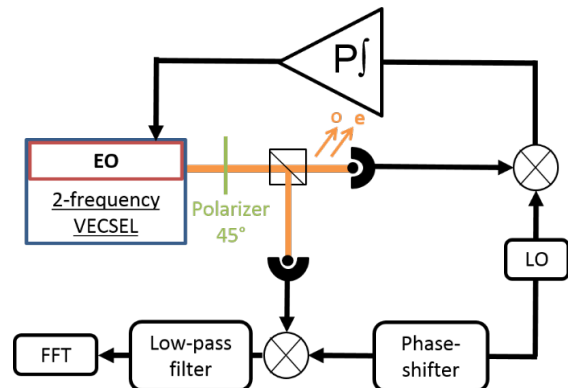 P∫
o e
EO
2-frequency
VECSEL
Polarizer
45°
LO
FFT
Low-pass
filter
Phase-
shifter